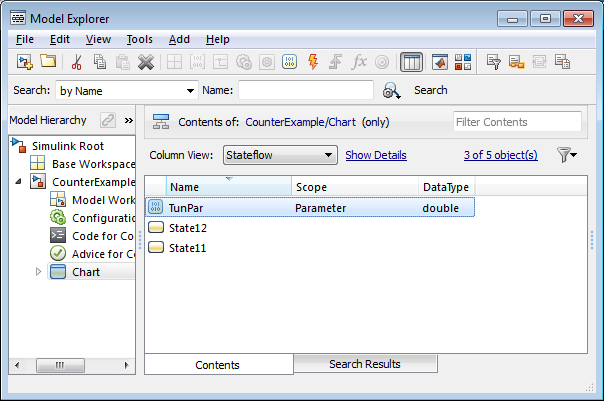 Model Explorer
File Edit View Tools Add Help
Search: by Name Name: Search
Model Hierarchy
Simulink Root
Base Workspace
CounterExample
Model Work
Configuratio
Code for Co
Advice for C
Chart
Contents of: CounterExample/Chart (only) Filter Contents
Column View: Stateflow Show Details 3 of 5 object(s)
Name Scope DataType
TunPar Parameter double
State12
State11
Contents Search Results